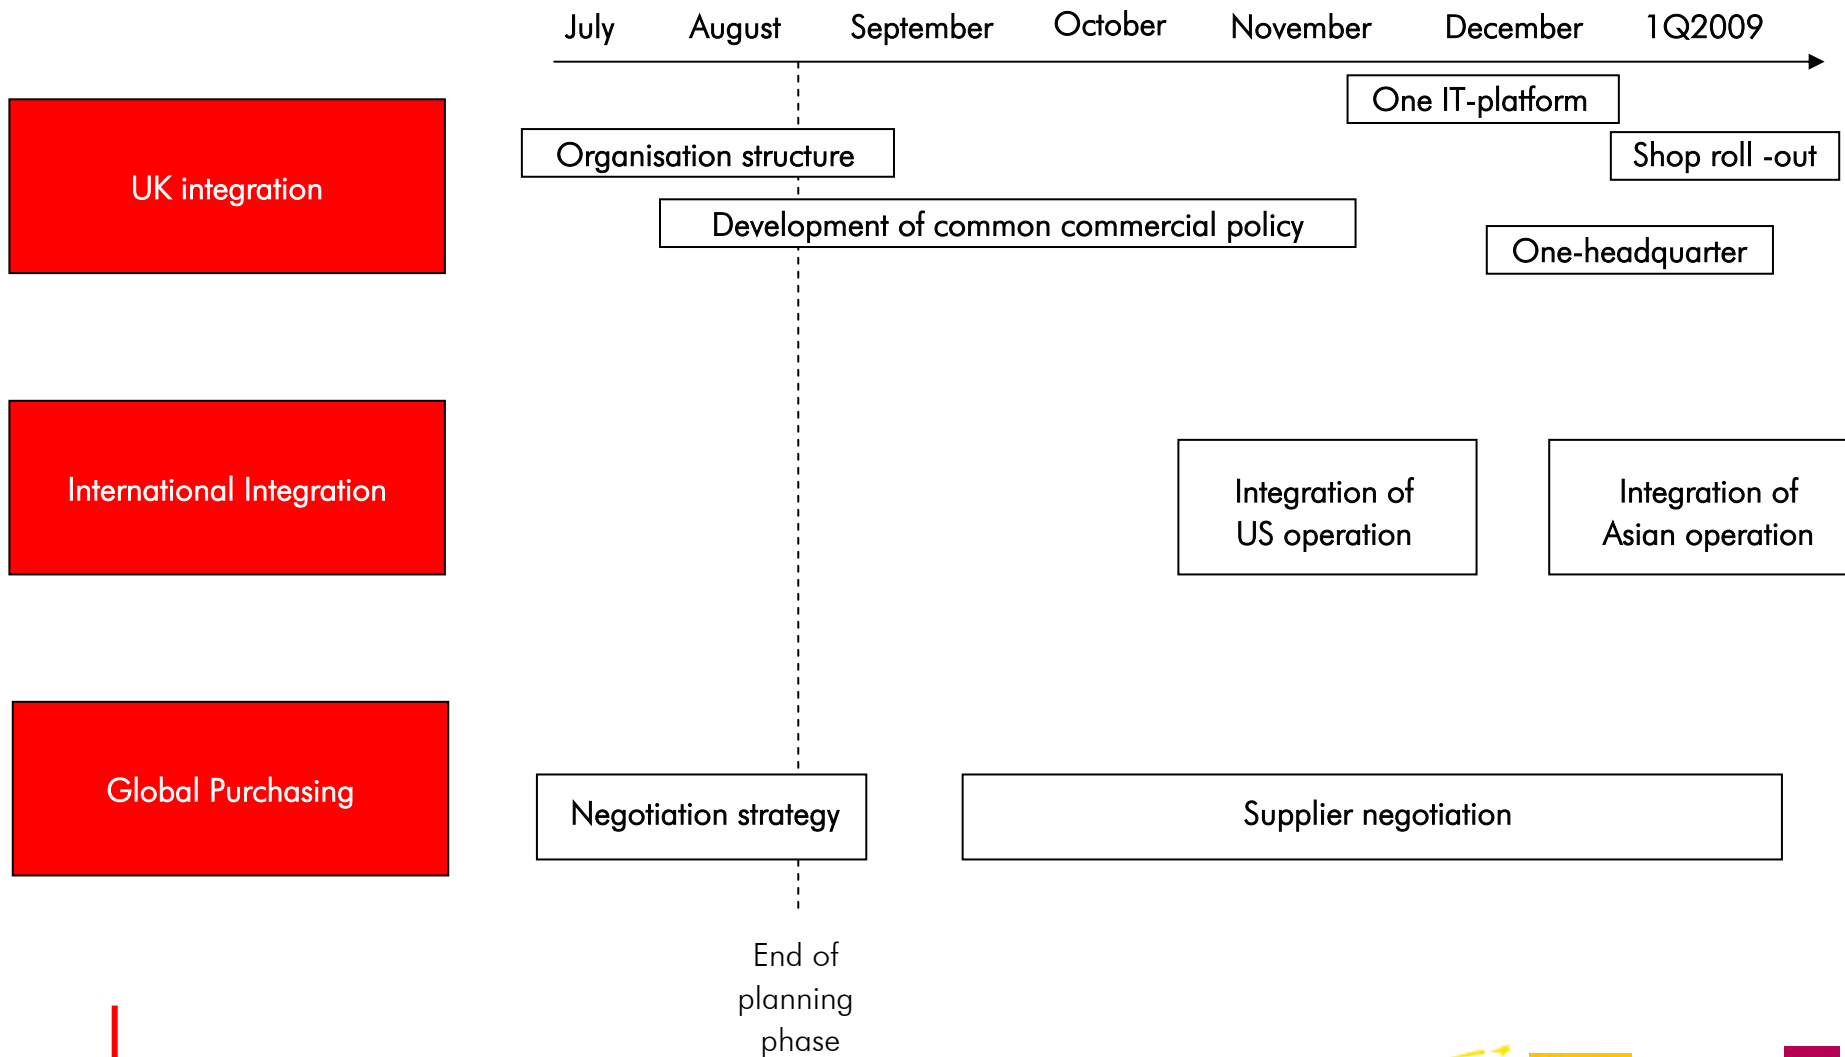 July August September October November December 1Q2009
One IT-platform
Organisation structure
Shop roll -out
UK integration
Development of common commercial policy
One-headquarter
International Integration
Integration of
US operation
Integration of
Asian operation
Global Purchasing
Negotiation strategy
Supplier negotiation
End of
planning
phase